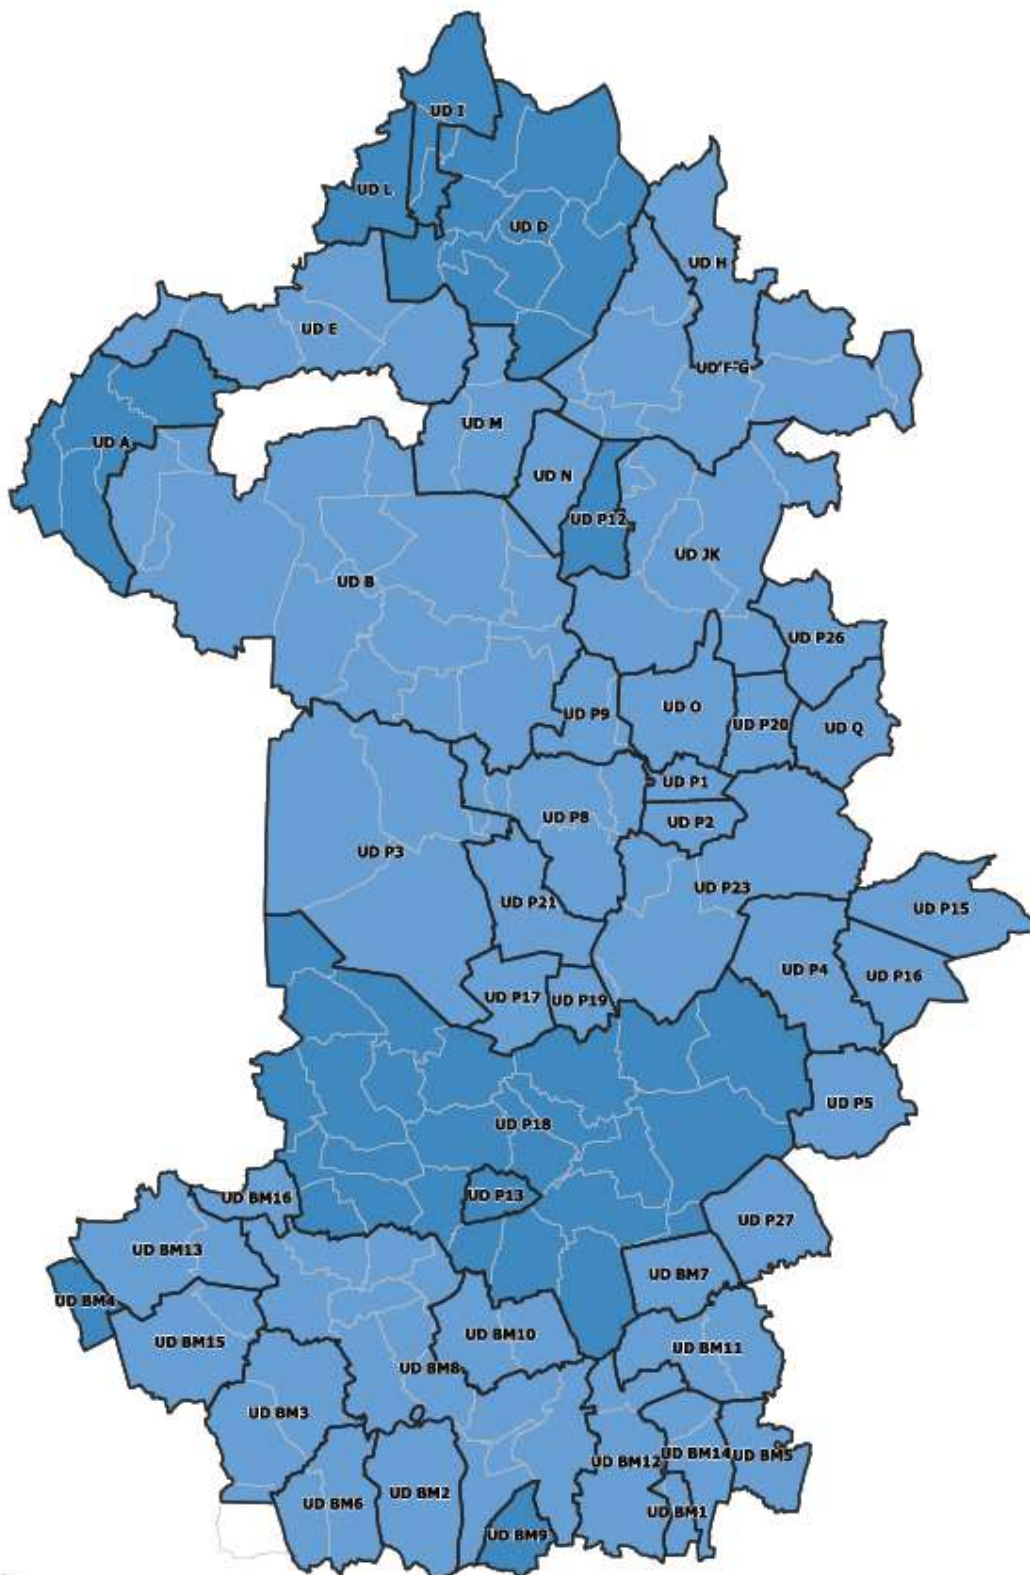 UD I
UD L
UD D
UD H
UD E
UD F-G
UD M
UD A
UD N
UD P12
UD JK
UD B
UD P26
UD O
UD P9
UD P20
UD Q
UD P1
UD P8
UD P2
UD P3
UD P23
UD P21
UD P15
UD P4
UD P16
UD P17
UD P19
UD P5
UD P18
UD P13
UD BM16
UD P27
UD BM13
UD BM7
UD BM4
UD BM10
UD BM15
UD BM11
UD BM8
UD BM3
UD BM14
UD BM5
UD BM12
UD BM2
UD BM6
UD BM1
UD BM9